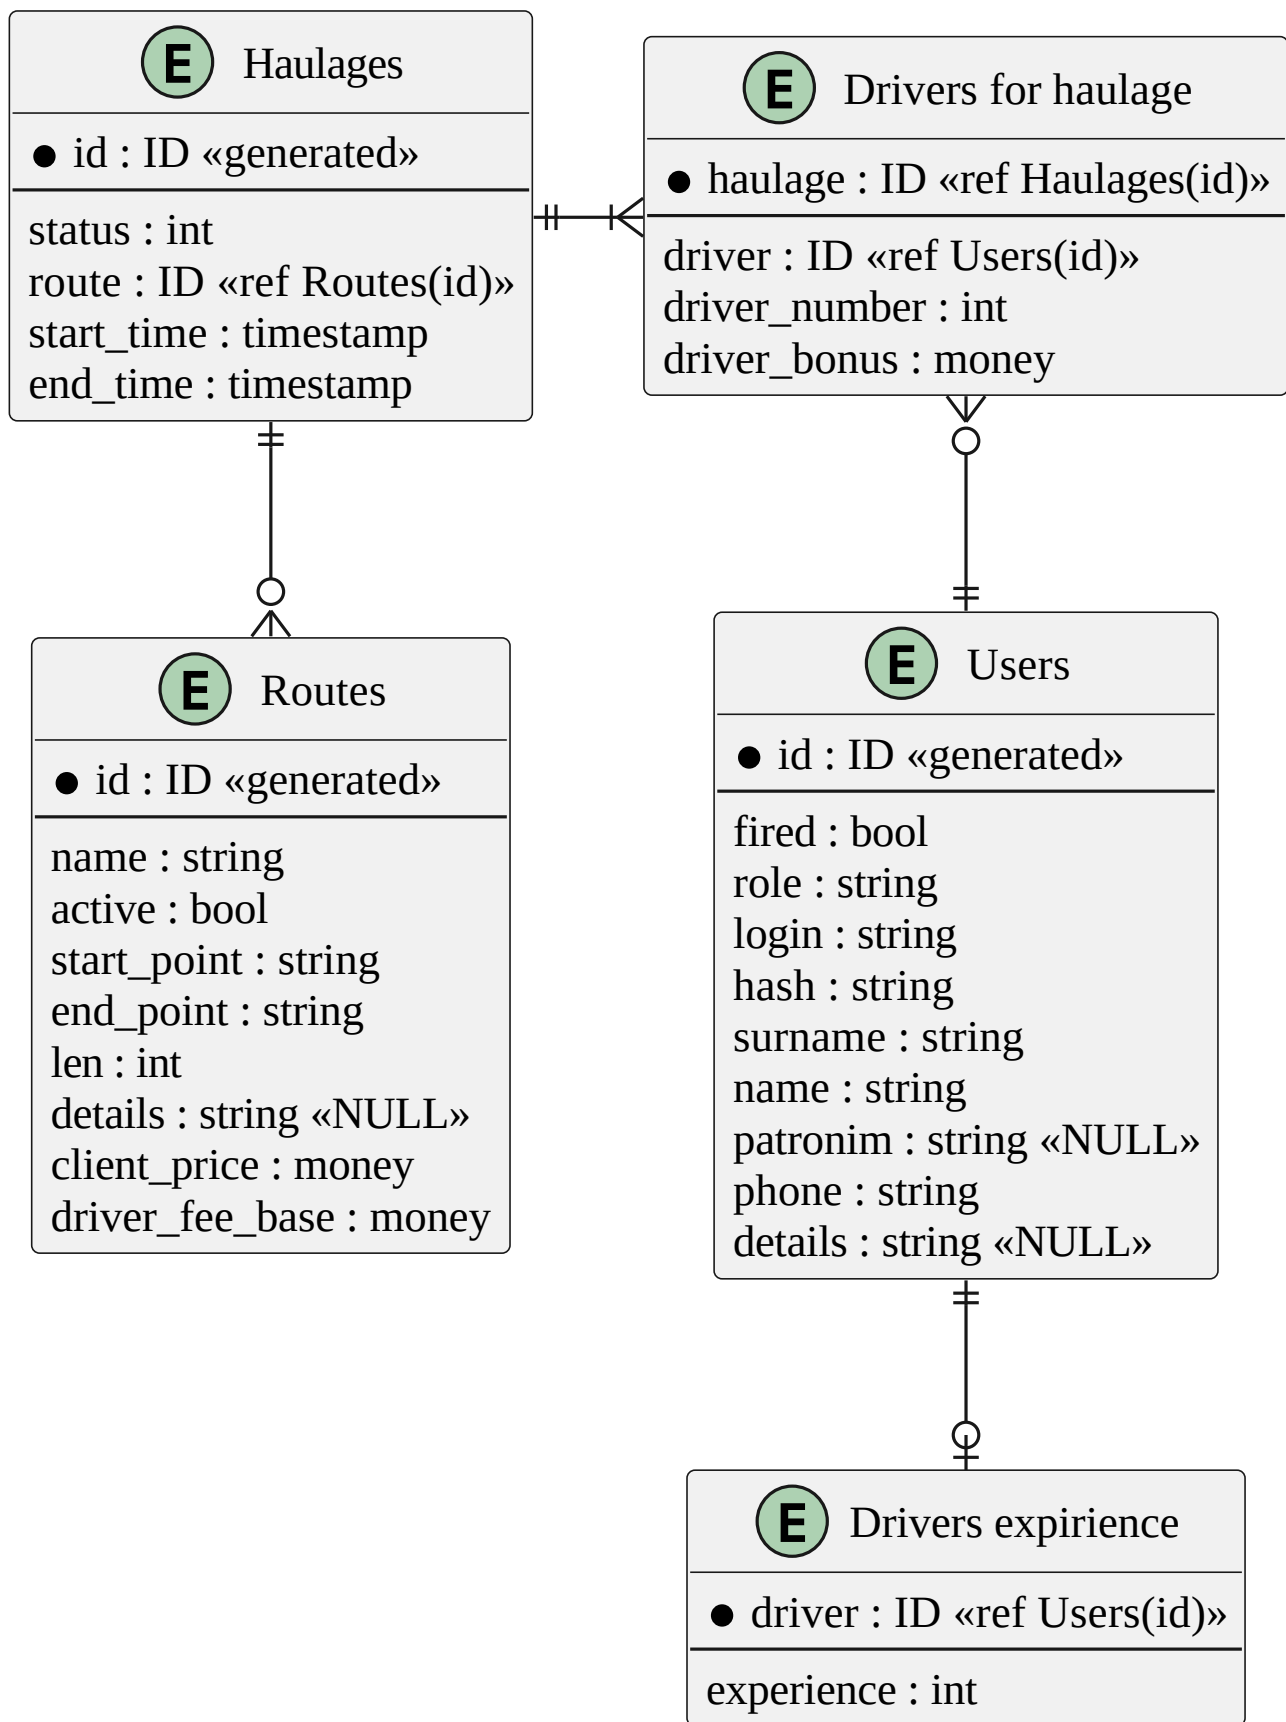 E Haulages
id : ID «generated»
status : int
route : ID «ref Routes(id)»
start_time : timestamp
end_time : timestamp
E Drivers for haulage
haulage : ID «ref Haulages(id)»
driver : ID «ref Users(id)»
driver_number : int
driver_bonus : money
E Routes
id : ID «generated»
name : string
active : bool
start_point : string
end_point : string
len : int
details : string «NULL»
client_price : money
driver_fee_base : money
E Users
id : ID «generated»
fired : bool
role : string
login : string
hash : string
surname : string
name : string
patronim : string «NULL»
phone : string
details : string «NULL»
E Drivers expirience
driver : ID «ref Users(id)»
experience : int